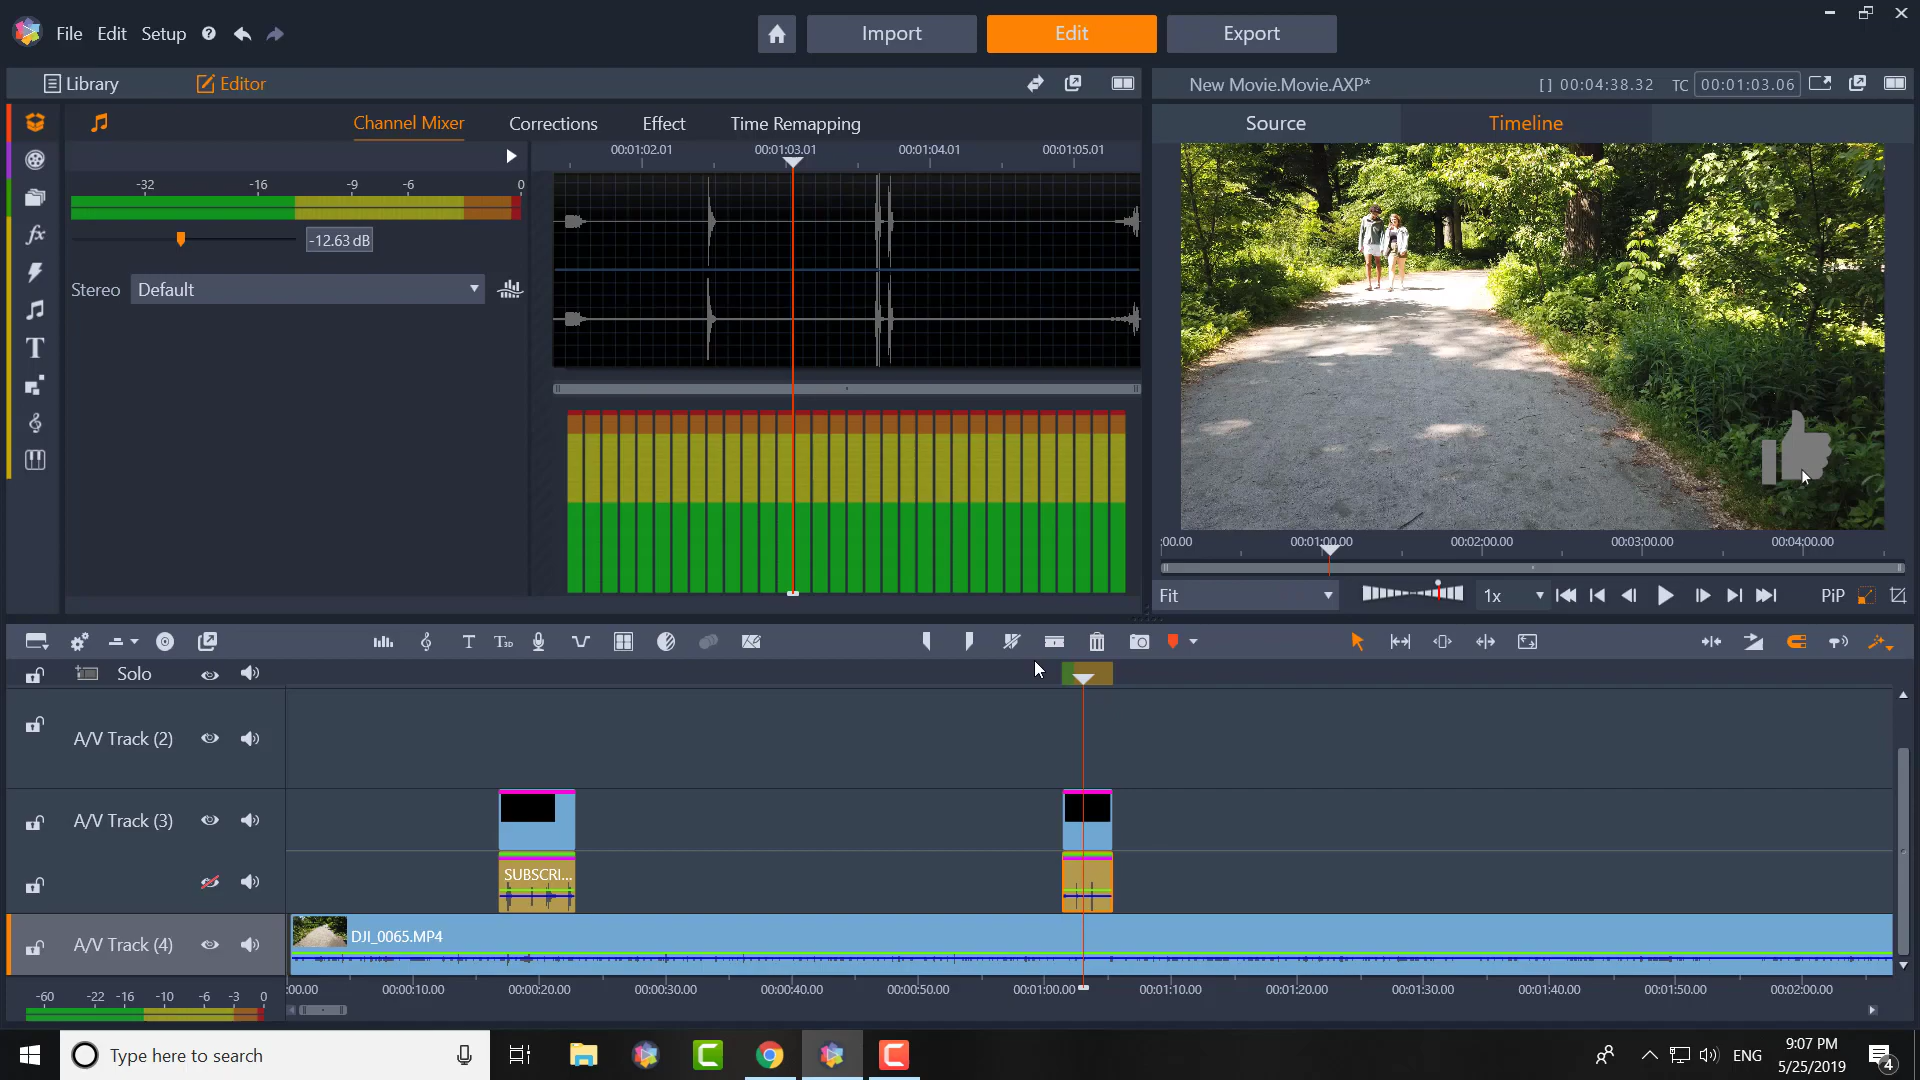 File Edit Setup ?
Import
Edit
Export
Library
Editor
New Movie.Movie.AXP*
[ ] 00:04:38.32
TC 00:01:03.06
Channel Mixer
Corrections
Effect
Time Remapping
Source
Timeline
00:01:02.01
00:01:03.01
00:01:04.01
00:01:05.01
-32 -16 -9 -6 0
-12.63 dB
Stereo
Default
fx
T
:00.00 00:01:00.00 00:02:00.00 00:03:00.00 00:04:00.00
Fit
1x
PiP
T
T3D
Solo
A/V Track (2)
A/V Track (3)
SUBSCRI...
A/V Track (4)
DJI_0065.MP4
:00.00 00:00:10.00 00:00:20.00 00:00:30.00 00:00:40.00 00:00:50.00 00:01:00.00 00:01:10.00 00:01:20.00 00:01:30.00 00:01:40.00 00:01:50.00 00:02:00.00
-60 -22 -16 -10 -6 -3 0
Type here to search
ENG
9:07 PM
5/25/2019
4